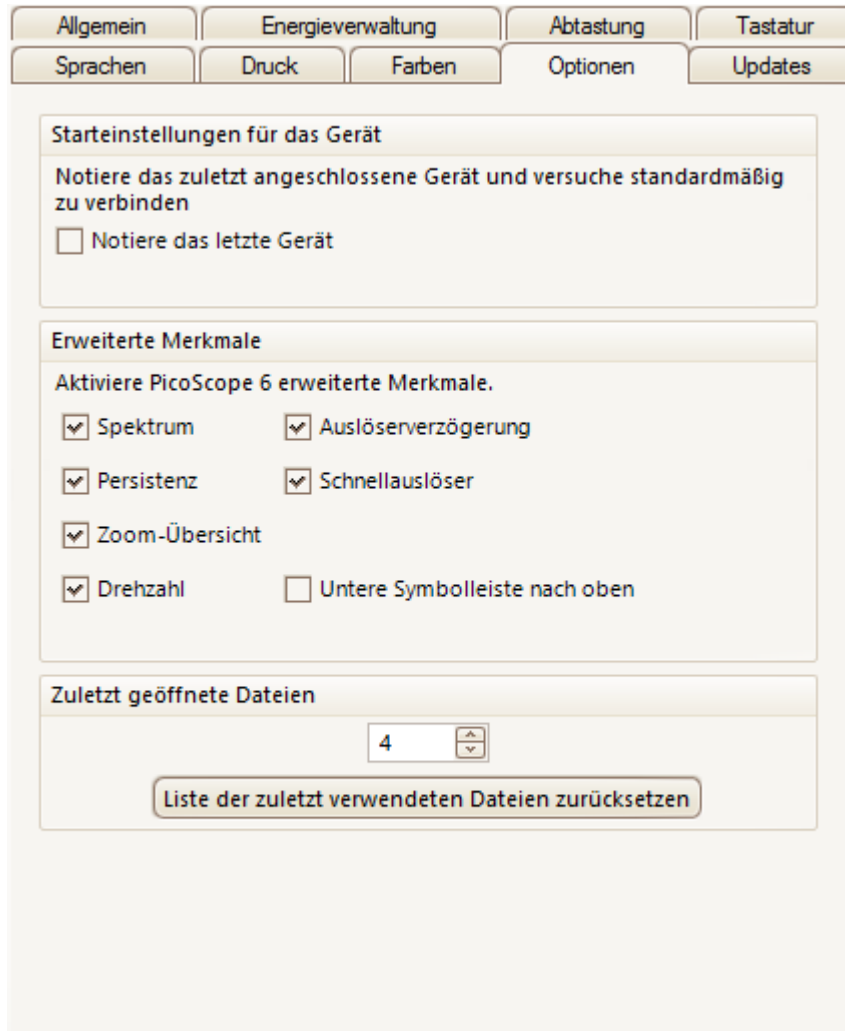 Allgemein Energieverwaltung Abtastung Tastatur
Sprachen Druck Farben Optionen Updates
Starteinstellungen für das Gerät
Notiere das zuletzt angeschlossene Gerät und versuche standardmäßig
zu verbinden
Notiere das letzte Gerät
Erweiterte Merkmale
Aktiviere PicoScope 6 erweiterte Merkmale.
Spektrum Auslöserverzögerung
Persistenz Schnellauslöser
Zoom-Übersicht
Drehzahl Untere Symbolleiste nach oben
Zuletzt geöffnete Dateien
4
Liste der zuletzt verwendeten Dateien zurücksetzen